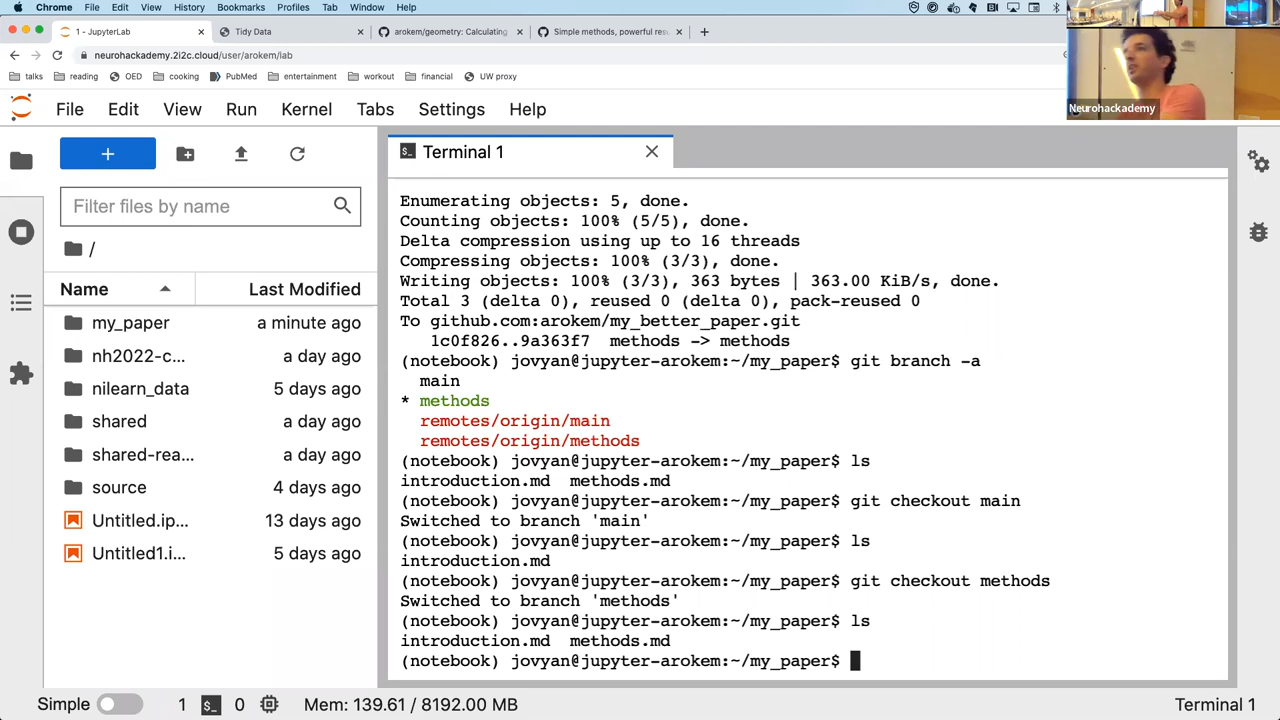 Chrome File Edit View History Bookmarks Profiles Tab Window Help
1 - JupyterLab
Tidy Data
arokem/geometry: Calculating
Simple methods, powerful res
neurohackademy.2i2c.cloud/user/arokem/lab
talks reading OED cooking PubMed entertainment workout financial UW proxy
Neurohackademy
File Edit View Run Kernel Tabs Settings Help
Filter files by name
/
Name Last Modified
my_paper a minute ago
nh2022-c... a day ago
nilearn_data 5 days ago
shared a day ago
shared-rea... a day ago
source 4 days ago
Untitled.ip... 13 days ago
Untitled1.i... 5 days ago
Terminal 1
Enumerating objects: 5, done.
Counting objects: 100% (5/5), done.
Delta compression using up to 16 threads
Compressing objects: 100% (3/3), done.
Writing objects: 100% (3/3), 363 bytes | 363.00 KiB/s, done.
Total 3 (delta 0), reused 0 (delta 0), pack-reused 0
To github.com:arokem/my_better_paper.git
1c0f826..9a363f7 methods -> methods
(notebook) jovyan@jupyter-arokem:~/my_paper$ git branch -a
main
* methods
remotes/origin/main
remotes/origin/methods
(notebook) jovyan@jupyter-arokem:~/my_paper$ ls
introduction.md methods.md
(notebook) jovyan@jupyter-arokem:~/my_paper$ git checkout main
Switched to branch 'main'
(notebook) jovyan@jupyter-arokem:~/my_paper$ ls
introduction.md
(notebook) jovyan@jupyter-arokem:~/my_paper$ git checkout methods
Switched to branch 'methods'
(notebook) jovyan@jupyter-arokem:~/my_paper$ ls
introduction.md methods.md
(notebook) jovyan@jupyter-arokem:~/my_paper$
Simple 1 0 Mem: 139.61 / 8192.00 MB Terminal 1